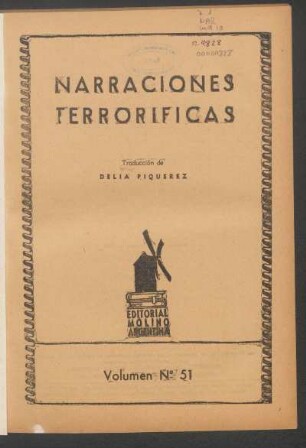 NARRACIONES
TERRORIFICAS
Traducción de
DELIA PIQUEREZ
EDITORIAL
MOLINO
ARGENTINA
Volumen Nº 51